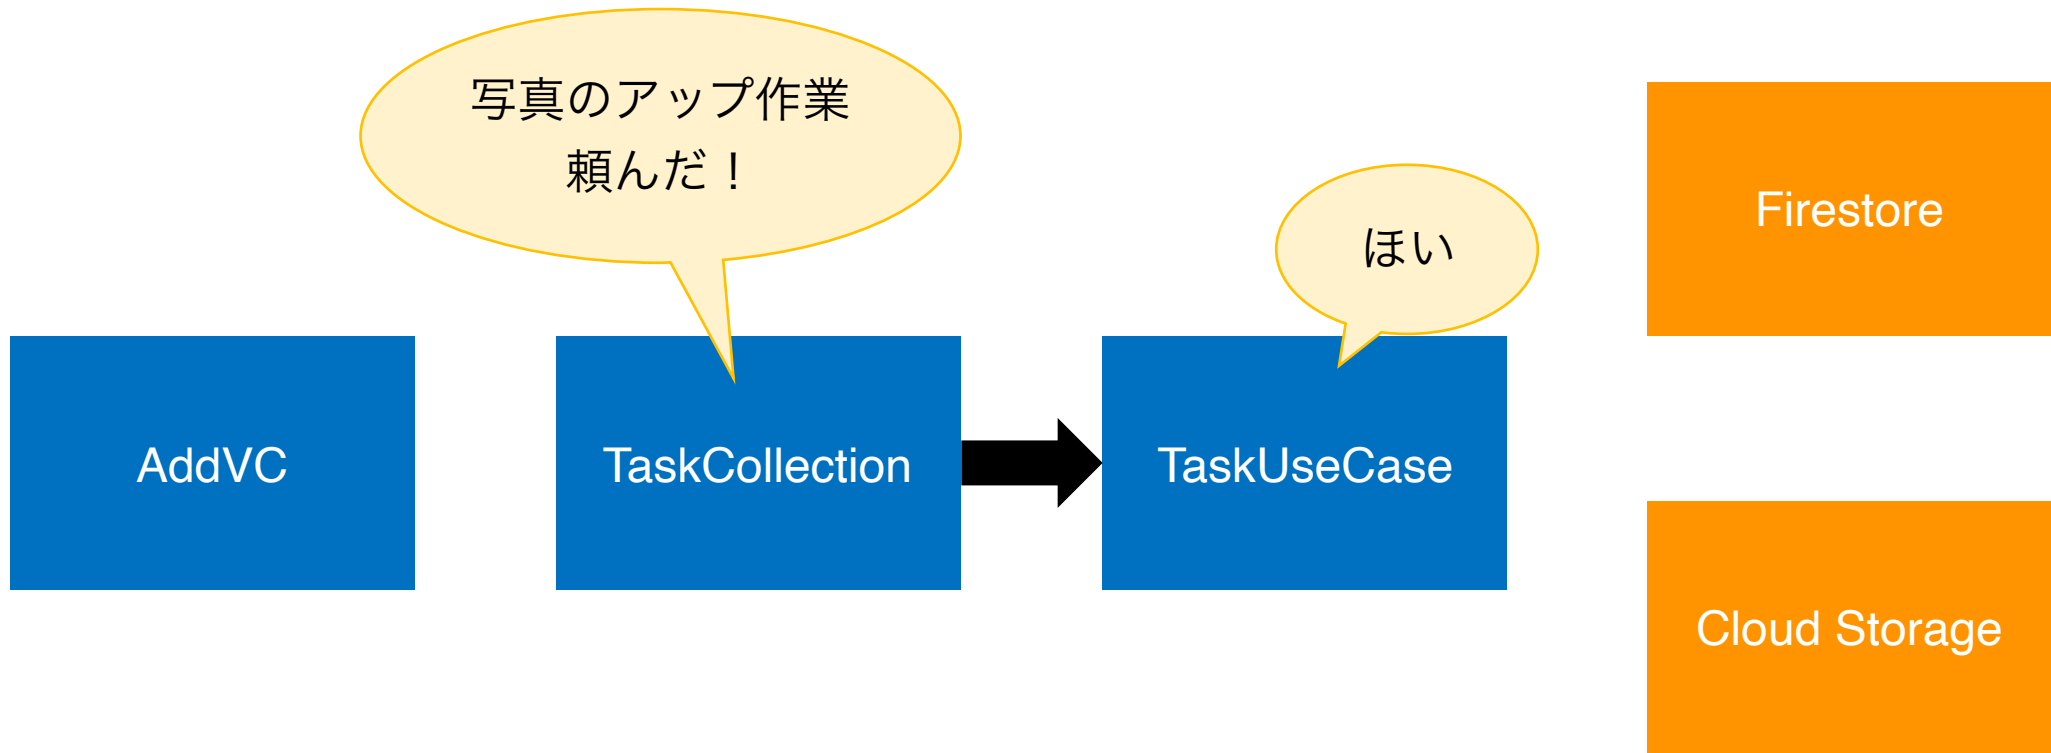 写真のアップ作業
頼んだ！
ほい
Firestore
AddVC
TaskCollection
TaskUseCase
Cloud Storage